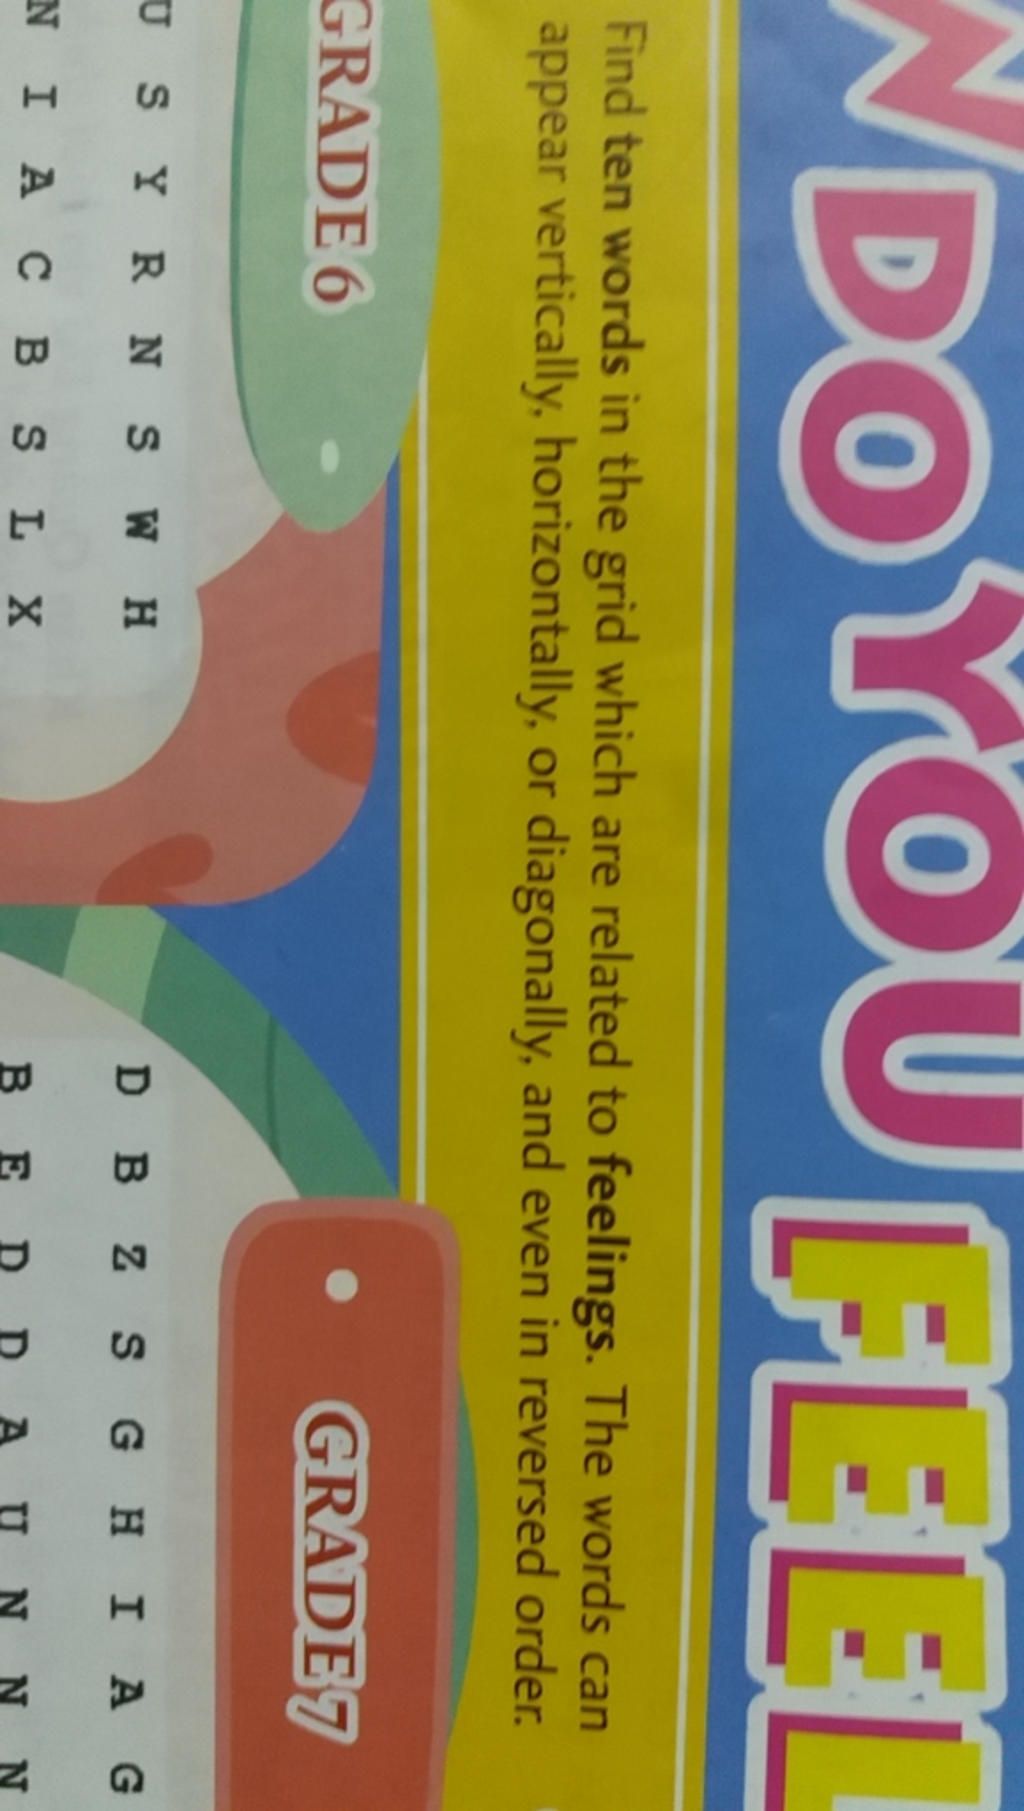 DO YOU FEEL
Find ten words in the grid which are related to feelings. The words can
appear vertically, horizontally, or diagonally, and even in reversed order.
GRADE 6
U S Y R N S W H
N I A C B S L X
GRADE 7
D B Z S G H I A G
B E D D A U N N N